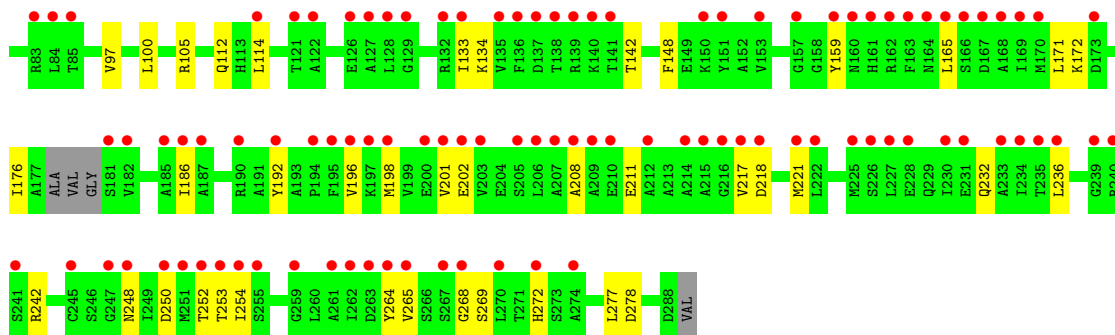 R83 L84 T85 V97 L100 R105 Q112 H113 L114 T121 A122 E126 A127 L128 G129 R132 I133 K134 V135 F136 D137 T138 R139 K140 T141 T142 F148 E149 K150 Y151 A152 V153 G157 G158 Y159 N160 H161 R162 F163 N164 L165 S166 D167 A168 I169 M170 L171 K172 D173
I176 A177 ALA VAL GLY S181 V182 A185 I186 A187 R190 A191 Y192 A193 P194 F195 V196 K197 M198 V199 E200 V201 E202 V203 E204 S205 L206 A207 A208 A209 E210 E211 A212 A213 A214 A215 G216 V217 D218 M221 L222 M225 S226 L227 E228 Q229 I230 E231 Q232 A233 I234 T235 L236 G239 R240
S241 R242 C245 S246 G247 N248 I249 D250 M251 T252 T253 I254 S255 G259 L260 A261 I262 D263 Y264 V265 S266 S267 G268 S269 L270 T271 H272 S273 A274 L277 D278 D288 VAL